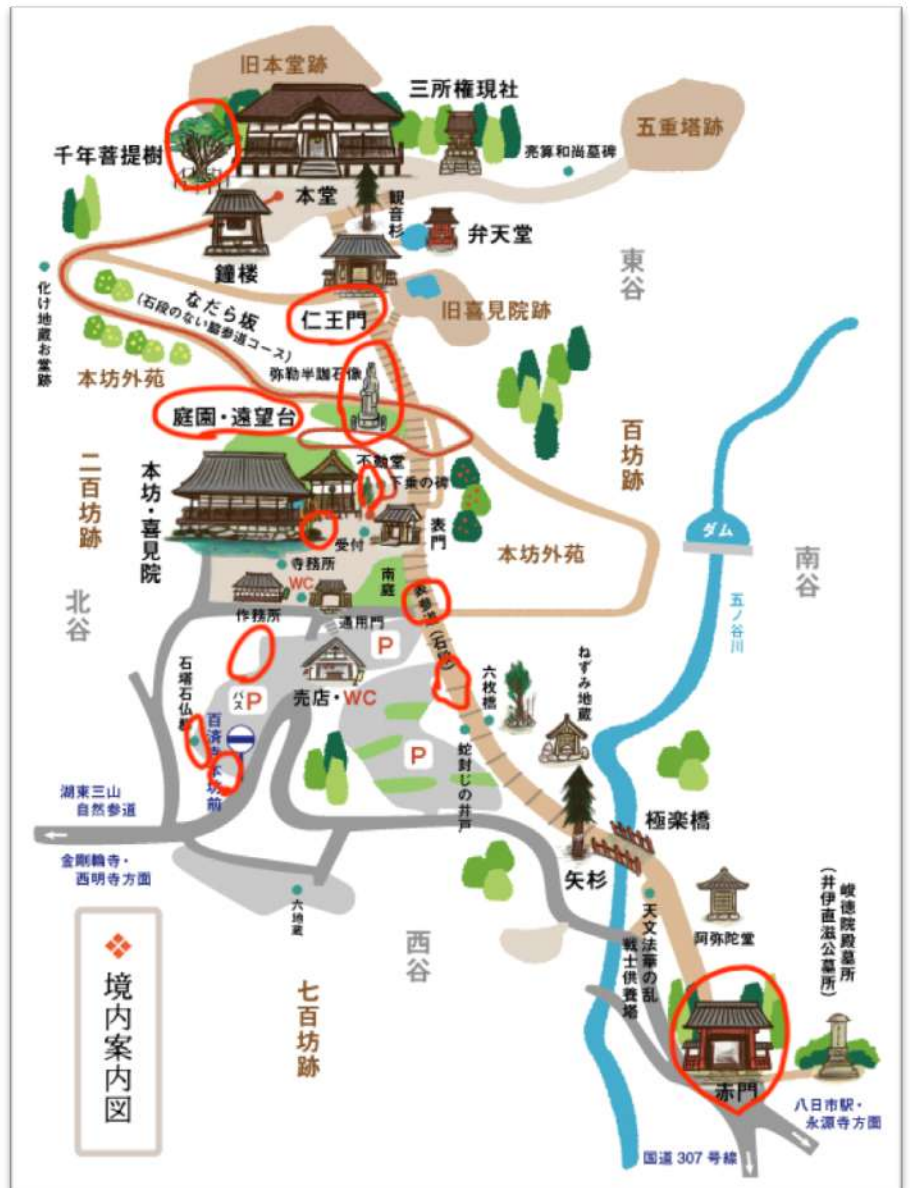 旧本堂跡
三所権現社
五重塔跡
千年菩提樹
亮算和尚墓碑
本堂
観音杉
弁天堂
鐘楼
東谷
化け地蔵お堂跡
なだら坂
(石段のない脇参道コース)
仁王門
旧喜見院跡
弥勒半跏石像
本坊外苑
庭園・遠望台
百坊跡
二百坊跡
本坊・喜見院
不動堂
下乗の碑
表門
受付
本坊外苑
ダム
南谷
寺務所
WC
南庭
北谷
作務所
通用門
表参道(石段)
五ノ谷川
P
石塔石仏群
バス
P
売店・WC
六枚橋
ねずみ地蔵
百済寺本坊前
P
蛇封じの井戸
湖東三山
自然参道
極楽橋
金剛輪寺・
西明寺方面
矢杉
六地蔵
西谷
天文法華の乱
戦士供養塔
阿弥陀堂
峻徳院殿墓所
(井伊直滋公墓所)
境内案内図
七百坊跡
赤門
八日市駅・
永源寺方面
国道307号線